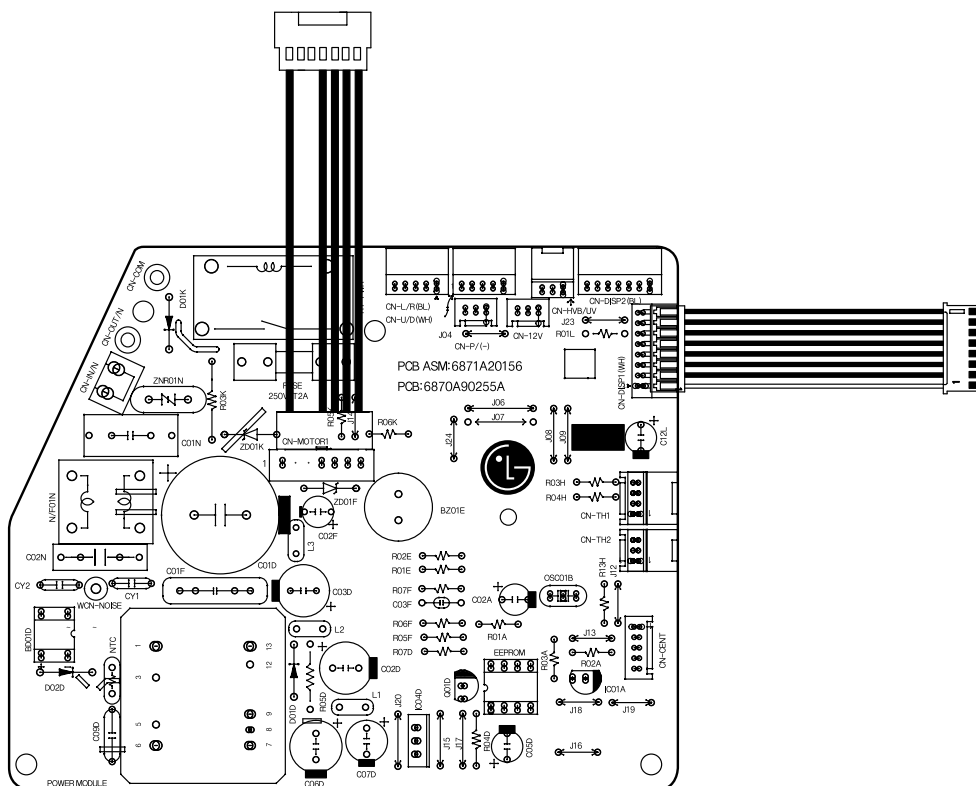 CN-COM
D01K
CN-OUT/N
CN-IN/N
ZNR01N
R03K
FUSE
250V T2A
C01N
ZD01K
CN-MOTOR1
1
J14
R06K
CN-L/R(BL)
CN-U/D(WH)
J04
CN-P/(-)
CN-12V
CN-HVB/UV
CN-DISP2(BL)
J23
R01L
CN-DISP1(WH)
1
PCB ASM:6871A20156
PCB:6870A90255A
J06
J07
J24
J08
J09
C12L
LG
N/F01N
C02N
C01F
C01D
ZD01F
C02F
L3
BZ01E
R03H
R04H
CN-TH1
1
CN-TH2
1
R13H
J12
CY2
CY1
WCN-NOISE
C03D
R02E
R01E
R07F
C03F
R06F
R05F
R07D
C02A
OSC01B
R01A
EEPROM
J13
R02A
R03A
IC01A
CN-CENT
BD01D
D02D
NTC
C09D
1
3
5
6
13
12
9
8
7
POWER MODULE
L2
C02D
D01D
R05D
L1
C06D
C07D
J20
IC04D
J15
J17
Q01D
R04D
C05D
J18
J19
J16